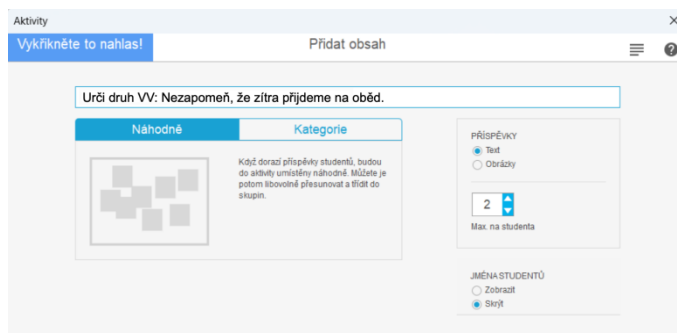 Aktivity
Vykřikněte to nahlas!
Přidat obsah
Urči druh VV: Nezapomeň, že zítra přijdeme na oběd.
Náhodně
Kategorie
Když dorazí příspěvky studentů, budou
do aktivity umístěny náhodně. Můžete je
potom libovolně přesunovat a třídit do
skupin.
PŘÍSPĚVKY
Text
Obrázky
2
Max. na studenta
JMÉNA STUDENTŮ
Zobrazit
Skrýt